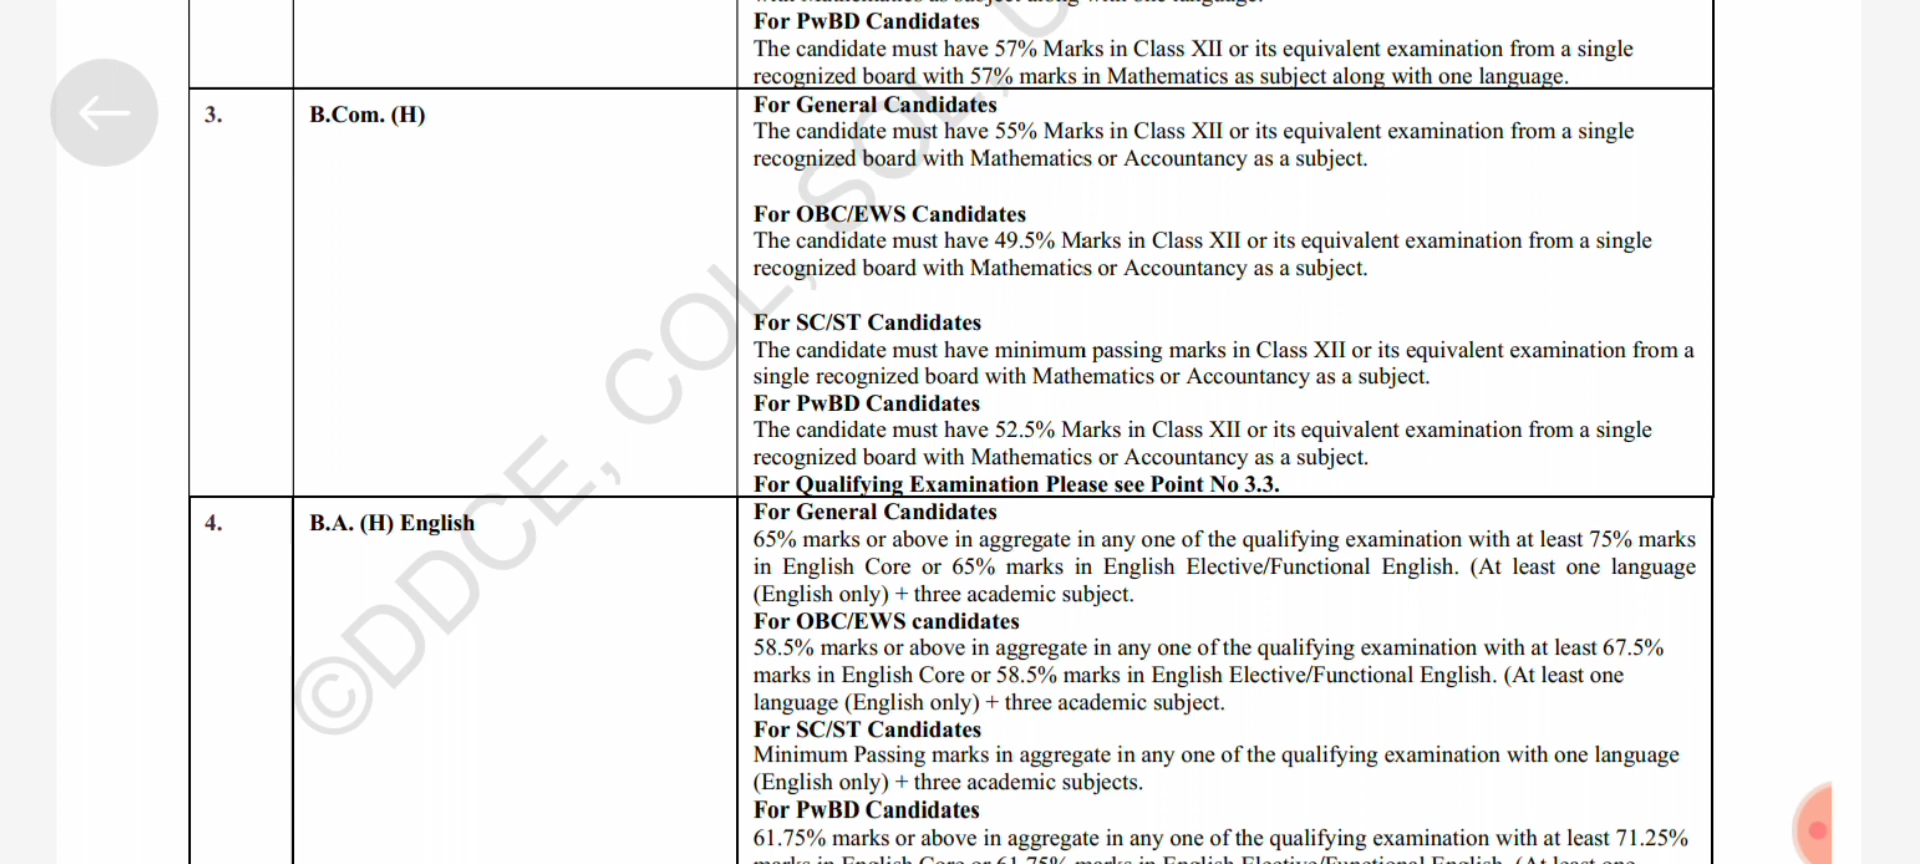 For PwBD Candidates
The candidate must have 57% Marks in Class XII or its equivalent examination from a single
recognized board with 57% marks in Mathematics as subject along with one language.
3.
B.Com. (H)
For General Candidates
The candidate must have 55% Marks in Class XII or its equivalent examination from a single
recognized board with Mathematics or Accountancy as a subject.
For OBC/EWS Candidates
The candidate must have 49.5% Marks in Class XII or its equivalent examination from a single
recognized board with Mathematics or Accountancy as a subject.
For SC/ST Candidates
The candidate must have minimum passing marks in Class XII or its equivalent examination from a
single recognized board with Mathematics or Accountancy as a subject.
For PwBD Candidates
The candidate must have 52.5% Marks in Class XII or its equivalent examination from a single
recognized board with Mathematics or Accountancy as a subject.
For Qualifying Examination Please see Point No 3.3.
4.
B.A. (H) English
For General Candidates
65% marks or above in aggregate in any one of the qualifying examination with at least 75% marks
in English Core or 65% marks in English Elective/Functional English. (At least one language
(English only) + three academic subject.
For OBC/EWS candidates
58.5% marks or above in aggregate in any one of the qualifying examination with at least 67.5%
marks in English Core or 58.5% marks in English Elective/Functional English. (At least one
language (English only) + three academic subject.
For SC/ST Candidates
Minimum Passing marks in aggregate in any one of the qualifying examination with one language
(English only) + three academic subjects.
For PwBD Candidates
61.75% marks or above in aggregate in any one of the qualifying examination with at least 71.25%
©DDCE, COL, SOL,